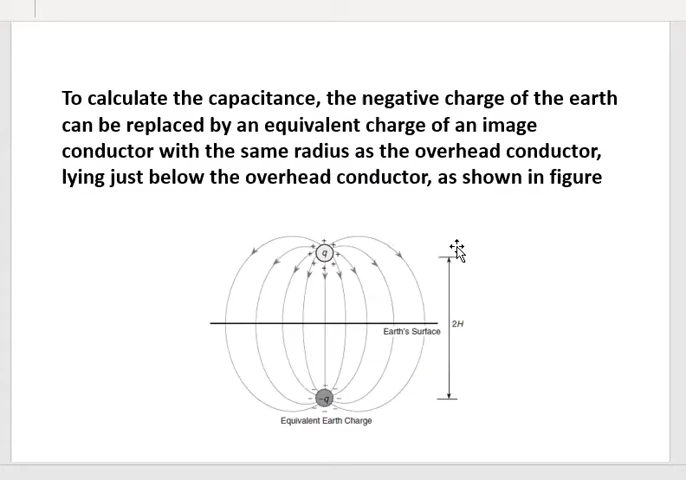 To calculate the capacitance, the negative charge of the earth
can be replaced by an equivalent charge of an image
conductor with the same radius as the overhead conductor,
lying just below the overhead conductor, as shown in figure
q
2H
Earth's Surface
-q
Equivalent Earth Charge